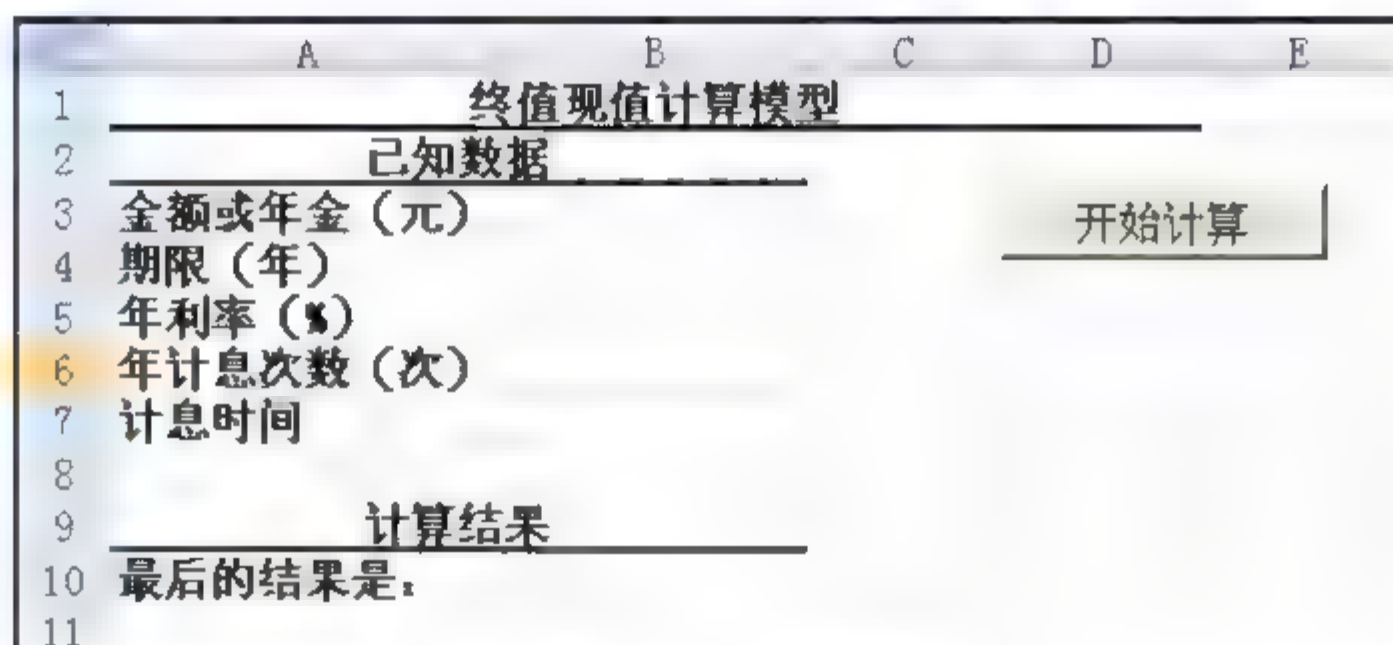 A B C D E
1 终值现值计算模型
2 已知数据
3 金额或年金（元） 开始计算
4 期限（年）
5 年利率（%）
6 年计息次数（次）
7 计息时间
8
9 计算结果
10 最后的结果是：
11